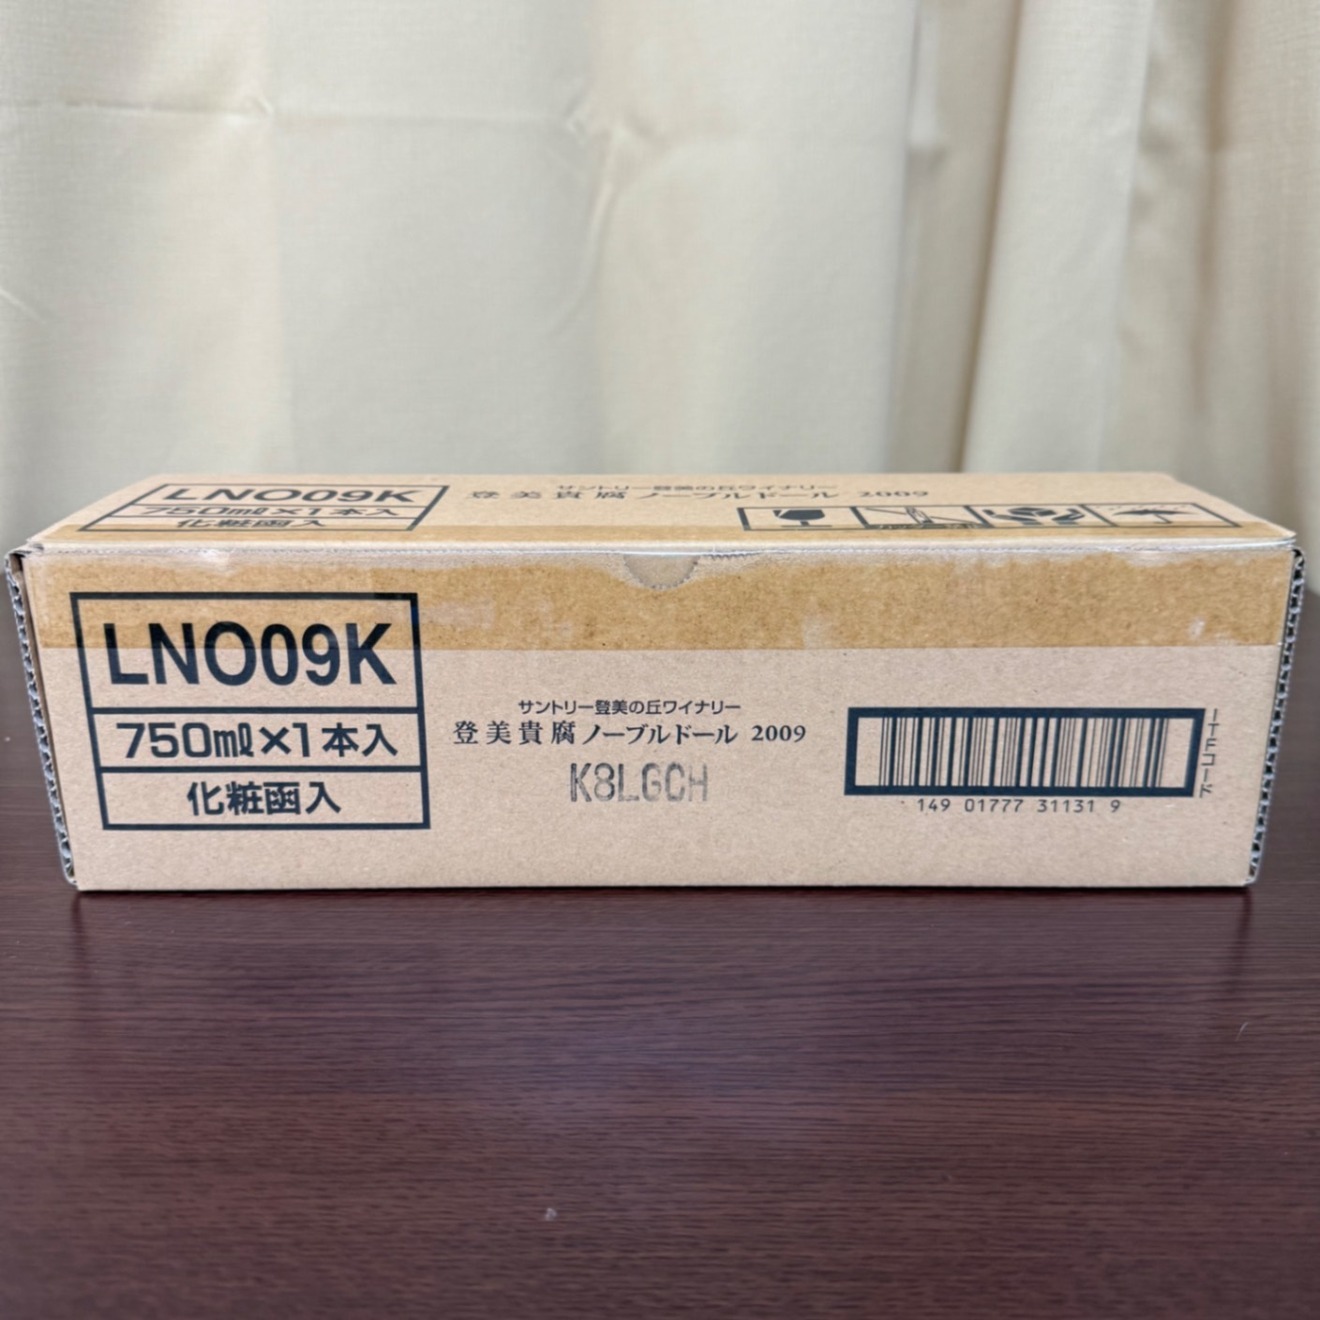 LNO09K
750mℓ×1本入
化粧函入
サントリー登美の丘ワイナリー
登美貴腐 ノーブルドール 2009
LNO09K
750mℓ×1本入
化粧函入
サントリー登美の丘ワイナリー
登美貴腐 ノーブルドール 2009
K8LGCH
149 01777 31131 9
ITFコード